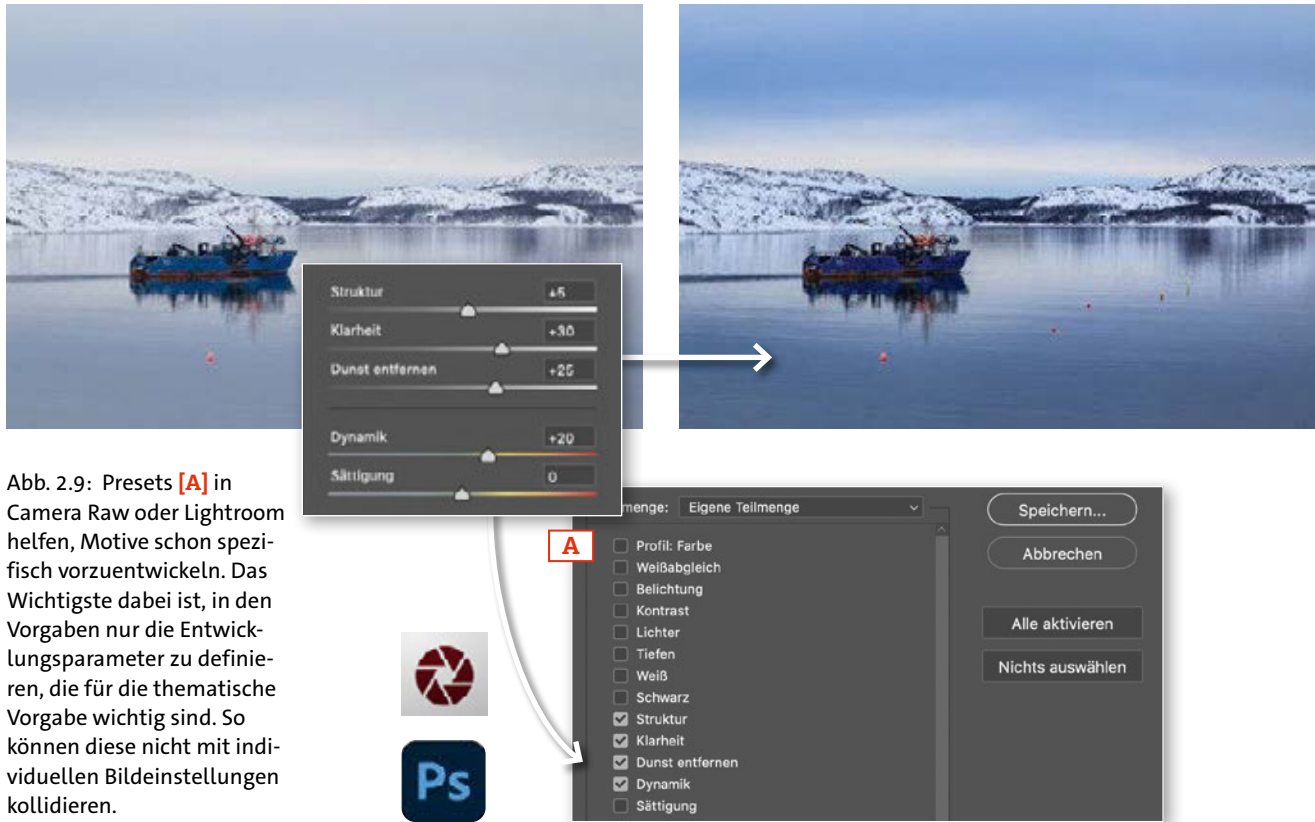 Struktur +5
Klarheit +30
Dunst entfernen +25
Dynamik +20
Sättigung 0
Abb. 2.9: Presets [A] in
Camera Raw oder Lightroom
helfen, Motive schon spezi-
fisch vorzuentwickeln. Das
Wichtigste dabei ist, in den
Vorgaben nur die Entwick-
lungsparameter zu definie-
ren, die für die thematische
Vorgabe wichtig sind. So
können diese nicht mit indi-
viduellen Bildeinstellungen
kollidieren.
Ps
menge: Eigene Teilmenge
A
Profil: Farbe
Weißabgleich
Belichtung
Kontrast
Lichter
Tiefen
Weiß
Schwarz
Struktur
Klarheit
Dunst entfernen
Dynamik
Sättigung
Speichern...
Abbrechen
Alle aktivieren
Nichts auswählen